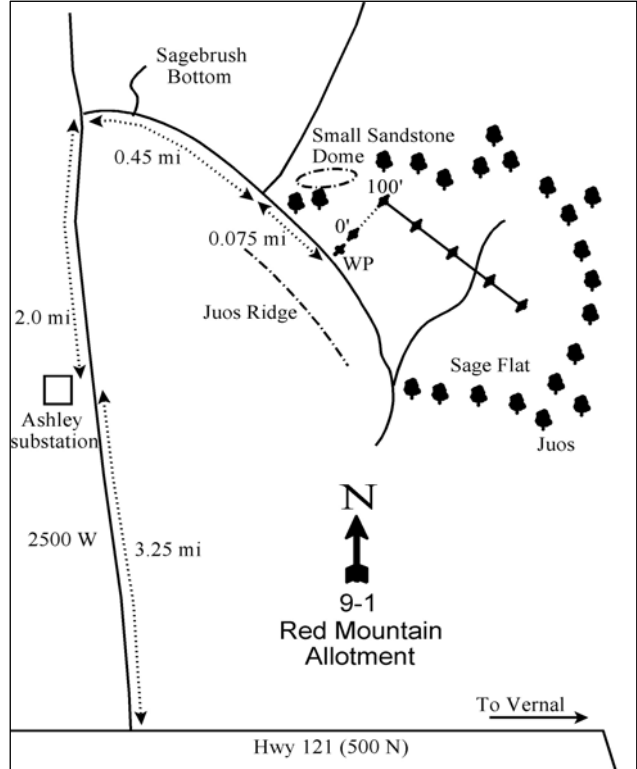 Sagebrush
Bottom
Small Sandstone
Dome
0.45 mi
100'
0'
0.075 mi
WP
Juos Ridge
2.0 mi
Sage Flat
Ashley
substation
Juos
N
2500 W
3.25 mi
9-1
Red Mountain
Allotment
To Vernal
Hwy 121 (500 N)